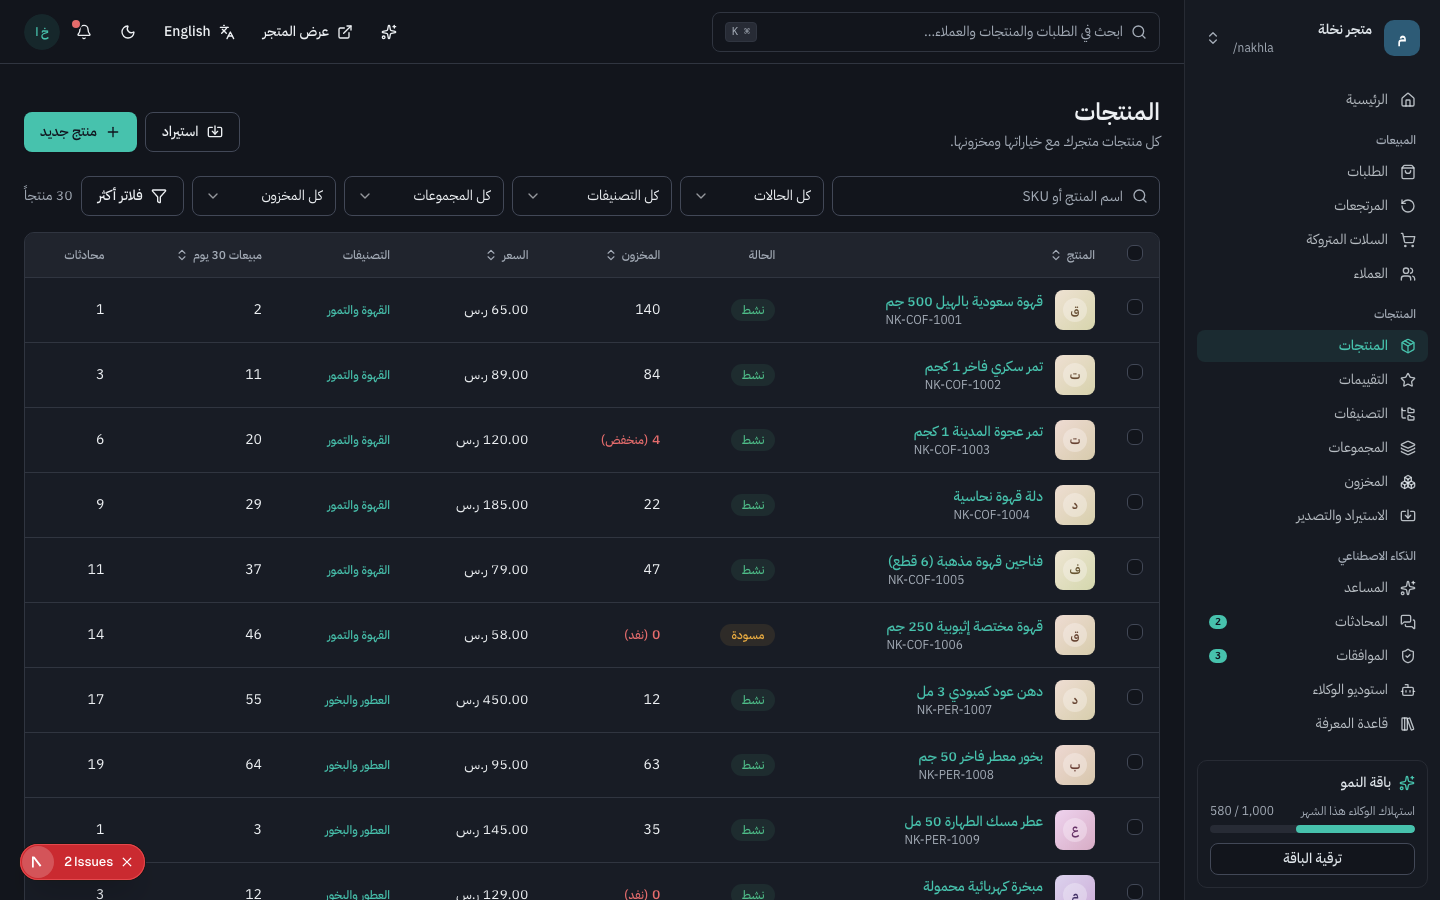 م
متجر نخلة
/nakhla
ابحث في الطلبات والمنتجات والعملاء...
⌘ K
عرض المتجر
English
خ ا
الرئيسية
المبيعات
الطلبات
المرتجعات
السلات المتروكة
العملاء
المنتجات
المنتجات
التقييمات
التصنيفات
المجموعات
المخزون
الاستيراد والتصدير
الذكاء الاصطناعي
المساعد
المحادثات 2
الموافقات 3
استوديو الوكلاء
قاعدة المعرفة
باقة النمو
استهلاك الوكلاء هذا الشهر 580 / 1,000
ترقية الباقة
المنتجات
كل منتجات متجرك مع خياراتها ومخزونها.
استيراد
منتج جديد
اسم المنتج أو SKU
كل الحالات
كل التصنيفات
كل المجموعات
كل المخزون
فلاتر أكثر
30 منتجاً
المنتج الحالة المخزون السعر التصنيفات مبيعات 30 يوم محادثات
ق قهوة سعودية بالهيل 500 جم
NK-COF-1001
نشط 140 65.00 ر.س القهوة والتمور 2 1
ت تمر سكري فاخر 1 كجم
NK-COF-1002
نشط 84 89.00 ر.س القهوة والتمور 11 3
ت تمر عجوة المدينة 1 كجم
NK-COF-1003
نشط 4 (منخفض) 120.00 ر.س القهوة والتمور 20 6
د دلة قهوة نحاسية
NK-COF-1004
نشط 22 185.00 ر.س القهوة والتمور 29 9
ف فناجين قهوة مذهبة (6 قطع)
NK-COF-1005
نشط 47 79.00 ر.س القهوة والتمور 37 11
ق قهوة مختصة إثيوبية 250 جم
NK-COF-1006
مسودة 0 (نفد) 58.00 ر.س القهوة والتمور 46 14
د دهن عود كمبودي 3 مل
NK-PER-1007
نشط 12 450.00 ر.س العطور والبخور 55 17
ب بخور معطر فاخر 50 جم
NK-PER-1008
نشط 63 95.00 ر.س العطور والبخور 64 19
ع عطر مسك الطهارة 50 مل
NK-PER-1009
نشط 35 145.00 ر.س العطور والبخور 3 1
م مبخرة كهربائية محمولة
نشط 0 (نفد) 129.00 ر.س العطور والبخور 12 3
2 Issues